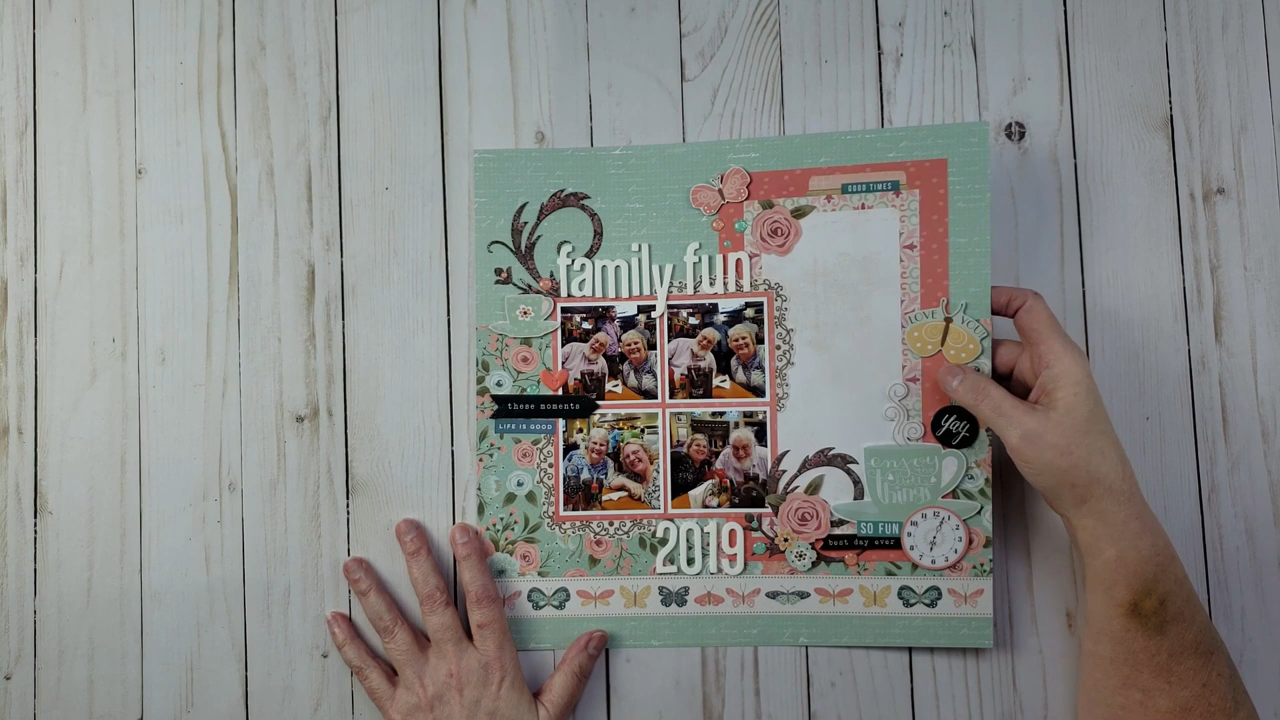 GOOD TIMES
family fun
LOVE YOU
these moments
LIFE IS GOOD
yay
enjoy
things
SO FUN
best day ever
2019